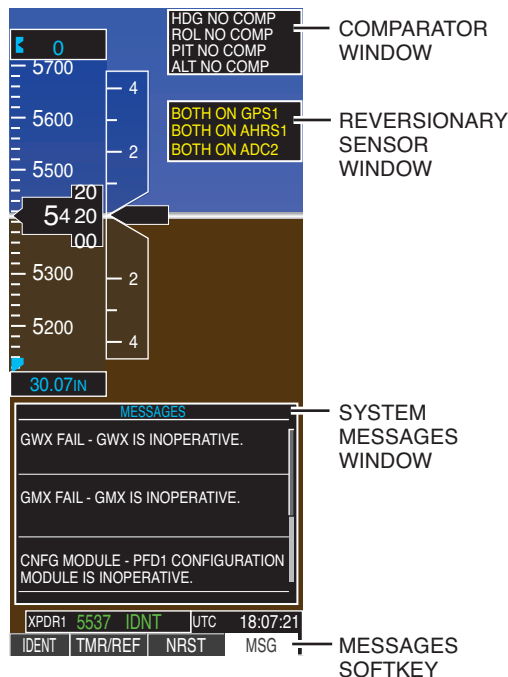 HDG NO COMP
ROL NO COMP
PIT NO COMP
ALT NO COMP
COMPARATOR
WINDOW
0
5700
4
5600
BOTH ON GPS1
BOTH ON AHRS1
BOTH ON ADC2
REVERSIONARY
SENSOR
WINDOW
2
5500
20
54 20
00
5300
2
5200
4
30.07IN
MESSAGES
SYSTEM
MESSAGES
WINDOW
GWX FAIL - GWX IS INOPERATIVE.
GMX FAIL - GMX IS INOPERATIVE.
CNFG MODULE - PFD1 CONFIGURATION
MODULE IS INOPERATIVE.
XPDR1 5537 IDNT UTC 18:07:21
IDENT TMR/REF NRST MSG
MESSAGES
SOFTKEY